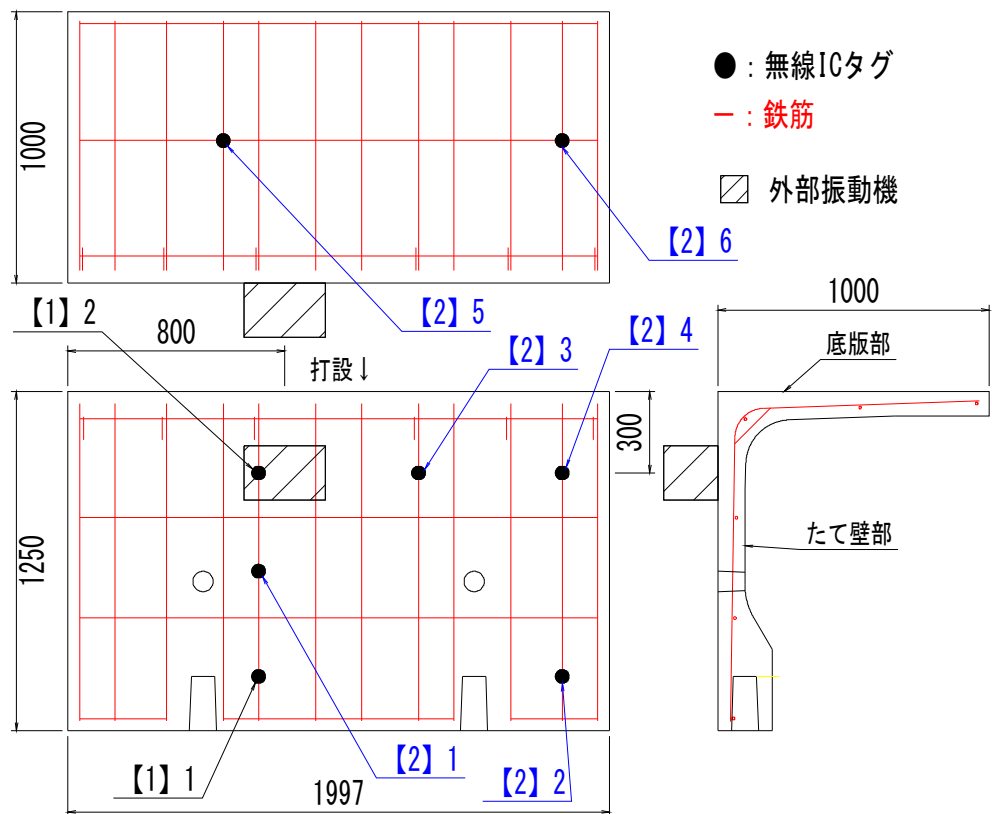 ●：無線ICタグ
―：鉄筋
外部振動機
1000
【2】6
【2】5
【1】2
800
打設↓
【2】3
【2】4
1000
底版部
300
たて壁部
1250
【1】1
【2】1
【2】2
1997